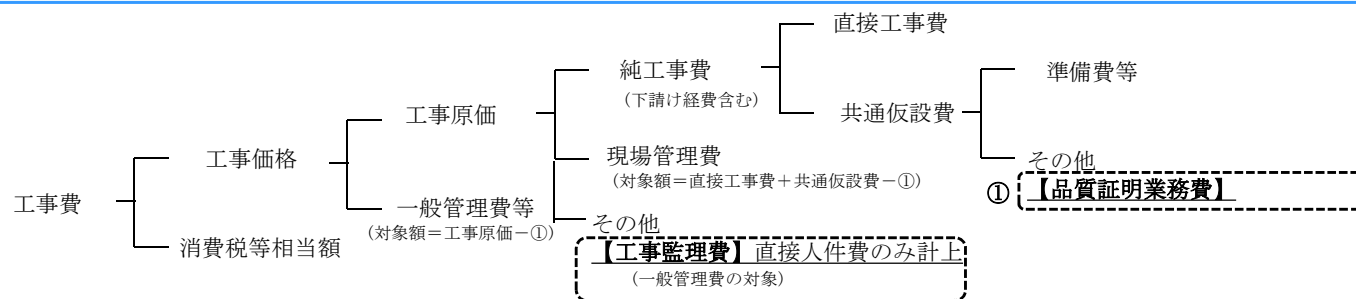 直接工事費
純工事費
(下請け経費含む)
準備費等
工事原価
共通仮設費
工事価格
現場管理費
(対象額=直接工事費+共通仮設費-①)
その他
① 【品質証明業務費】
工事費
一般管理費等
(対象額=工事原価-①)
その他
消費税等相当額
【工事監理費】直接人件費のみ計上
(一般管理費の対象)